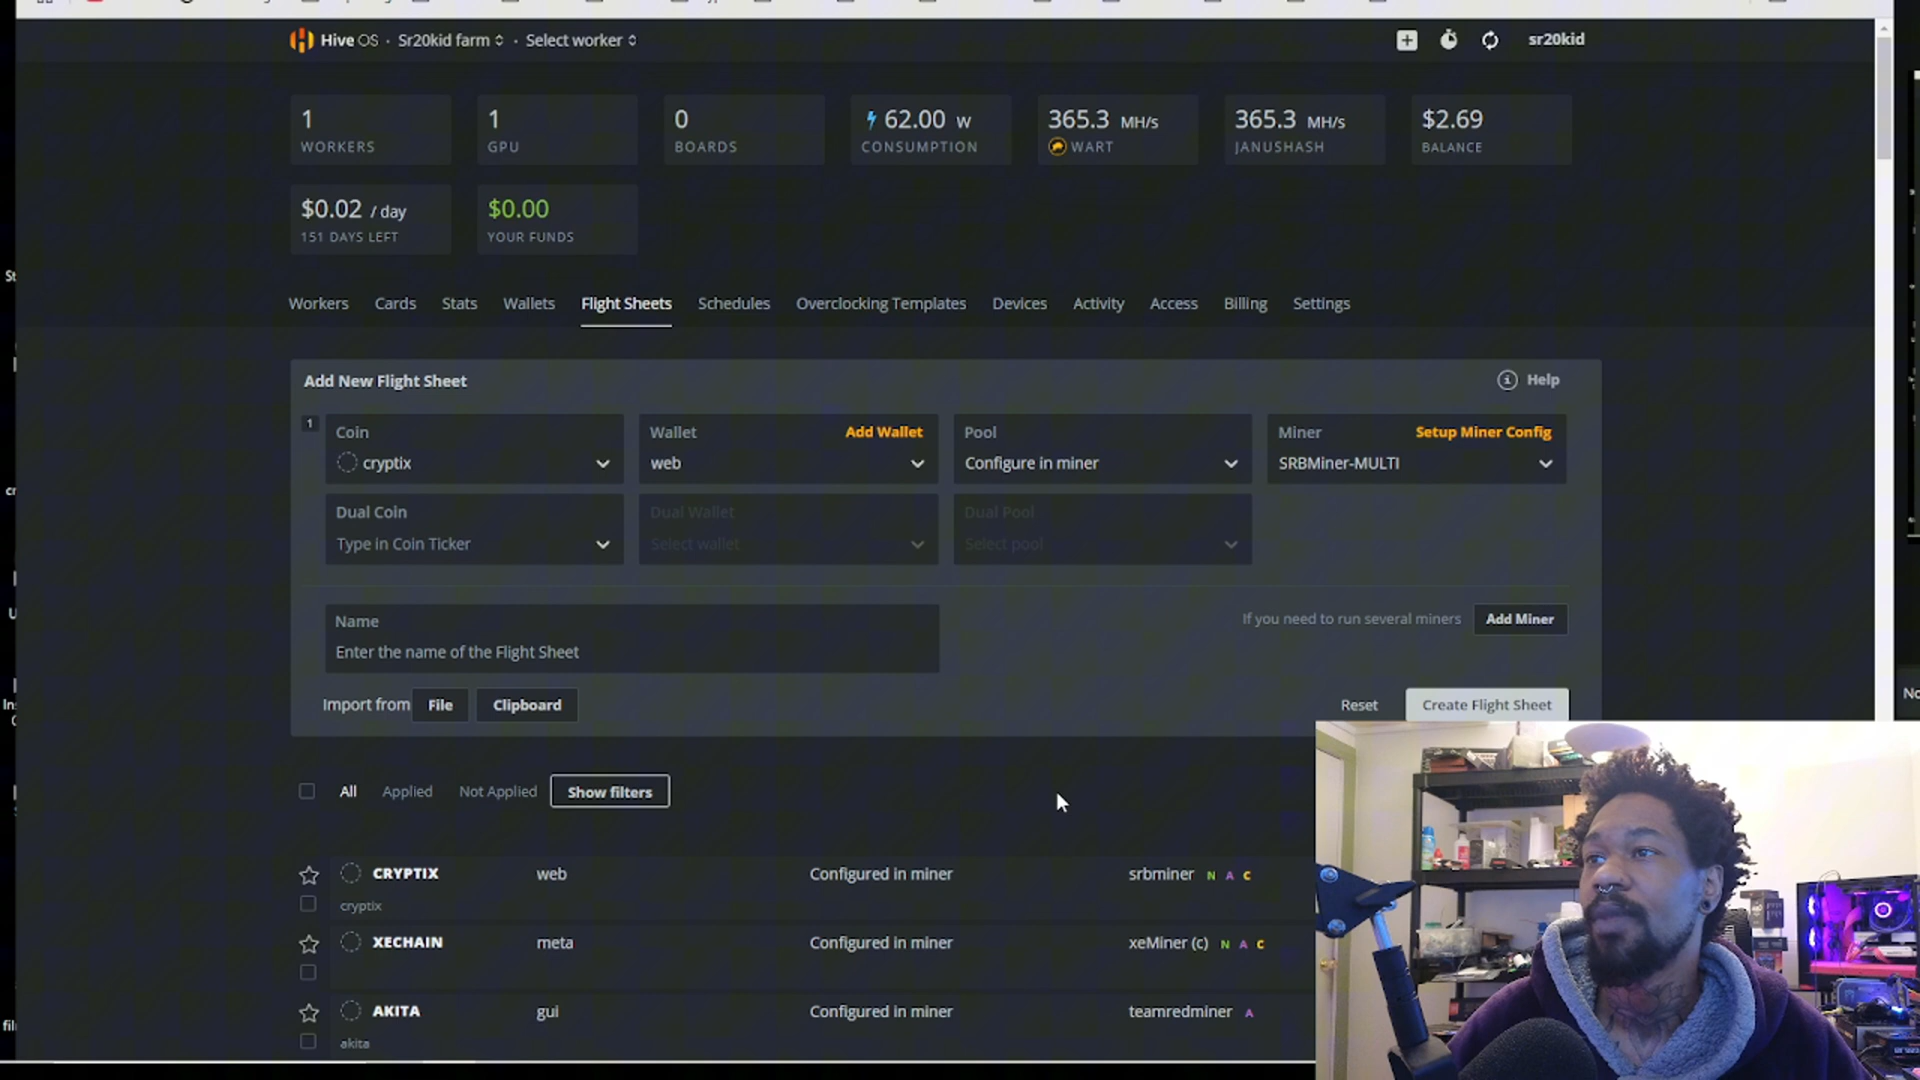 Hive OS · Sr20kid farm · Select worker
sr20kid
1
WORKERS
1
GPU
0
BOARDS
62.00 W
CONSUMPTION
365.3 MH/s
WART
365.3 MH/s
JANUSHASH
$2.69
BALANCE
$0.02 / day
151 DAYS LEFT
$0.00
YOUR FUNDS
Workers Cards Stats Wallets Flight Sheets Schedules Overclocking Templates Devices Activity Access Billing Settings
Add New Flight Sheet
Help
1
Coin
cryptix
Wallet Add Wallet
web
Pool
Configure in miner
Miner Setup Miner Config
SRBMiner-MULTI
Dual Coin
Type in Coin Ticker
Dual Wallet
Select wallet
Dual Pool
Select pool
Name
Enter the name of the Flight Sheet
If you need to run several miners Add Miner
Import from File Clipboard
Reset Create Flight Sheet
All Applied Not Applied Show filters
CRYPTIX web Configured in miner srbminer N A C
cryptix
XECHAIN meta Configured in miner xeMiner (c) N A C
AKITA gui Configured in miner teamredminer A
akita